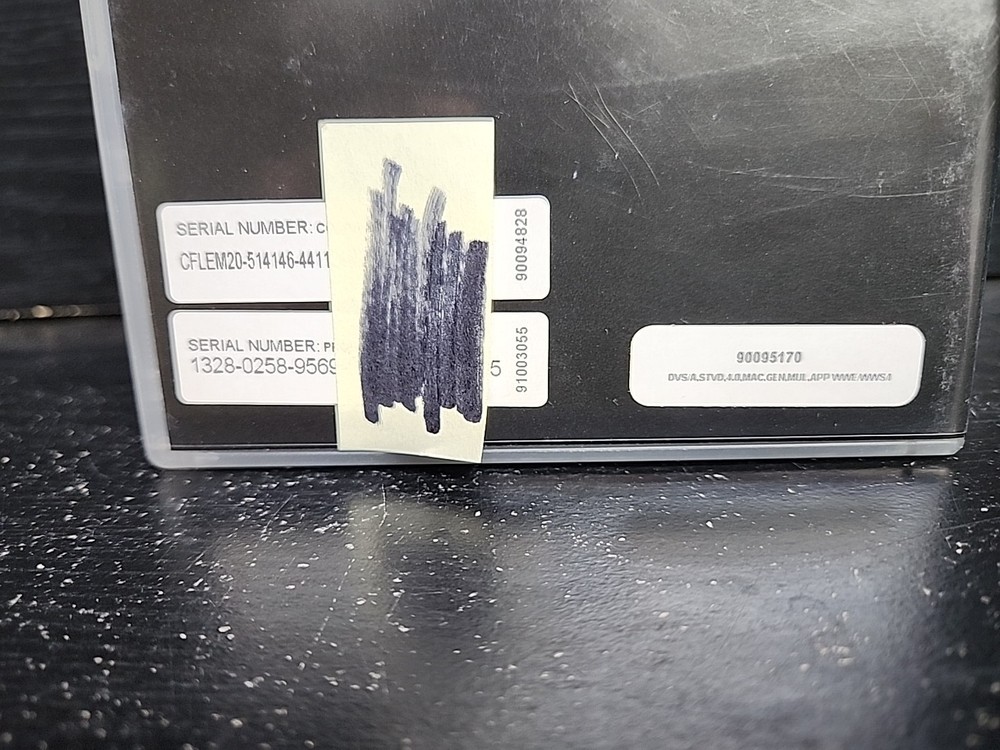 SERIAL NUMBER:
CFLEM20-514146-4411
90094828
SERIAL NUMBER:
1328-0258-9569
5
91003055
90095170
DVS/A,STVD,4.0,MAC,GEN,MUL,APP WWE/WWS4